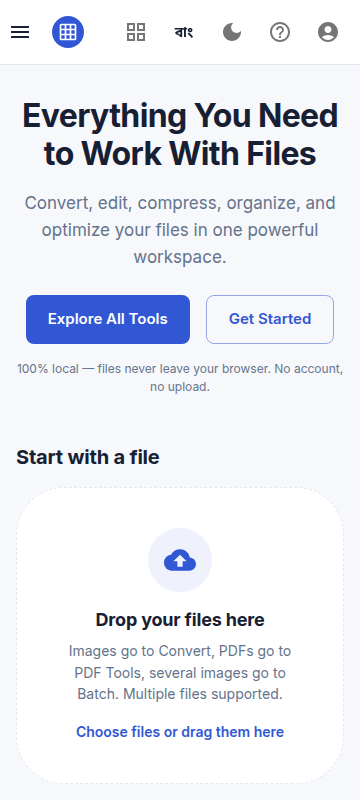 বাং
Everything You Need
to Work With Files
Convert, edit, compress, organize, and
optimize your files in one powerful
workspace.
Explore All Tools
Get Started
100% local — files never leave your browser. No account,
no upload.
Start with a file
Drop your files here
Images go to Convert, PDFs go to
PDF Tools, several images go to
Batch. Multiple files supported.
Choose files or drag them here